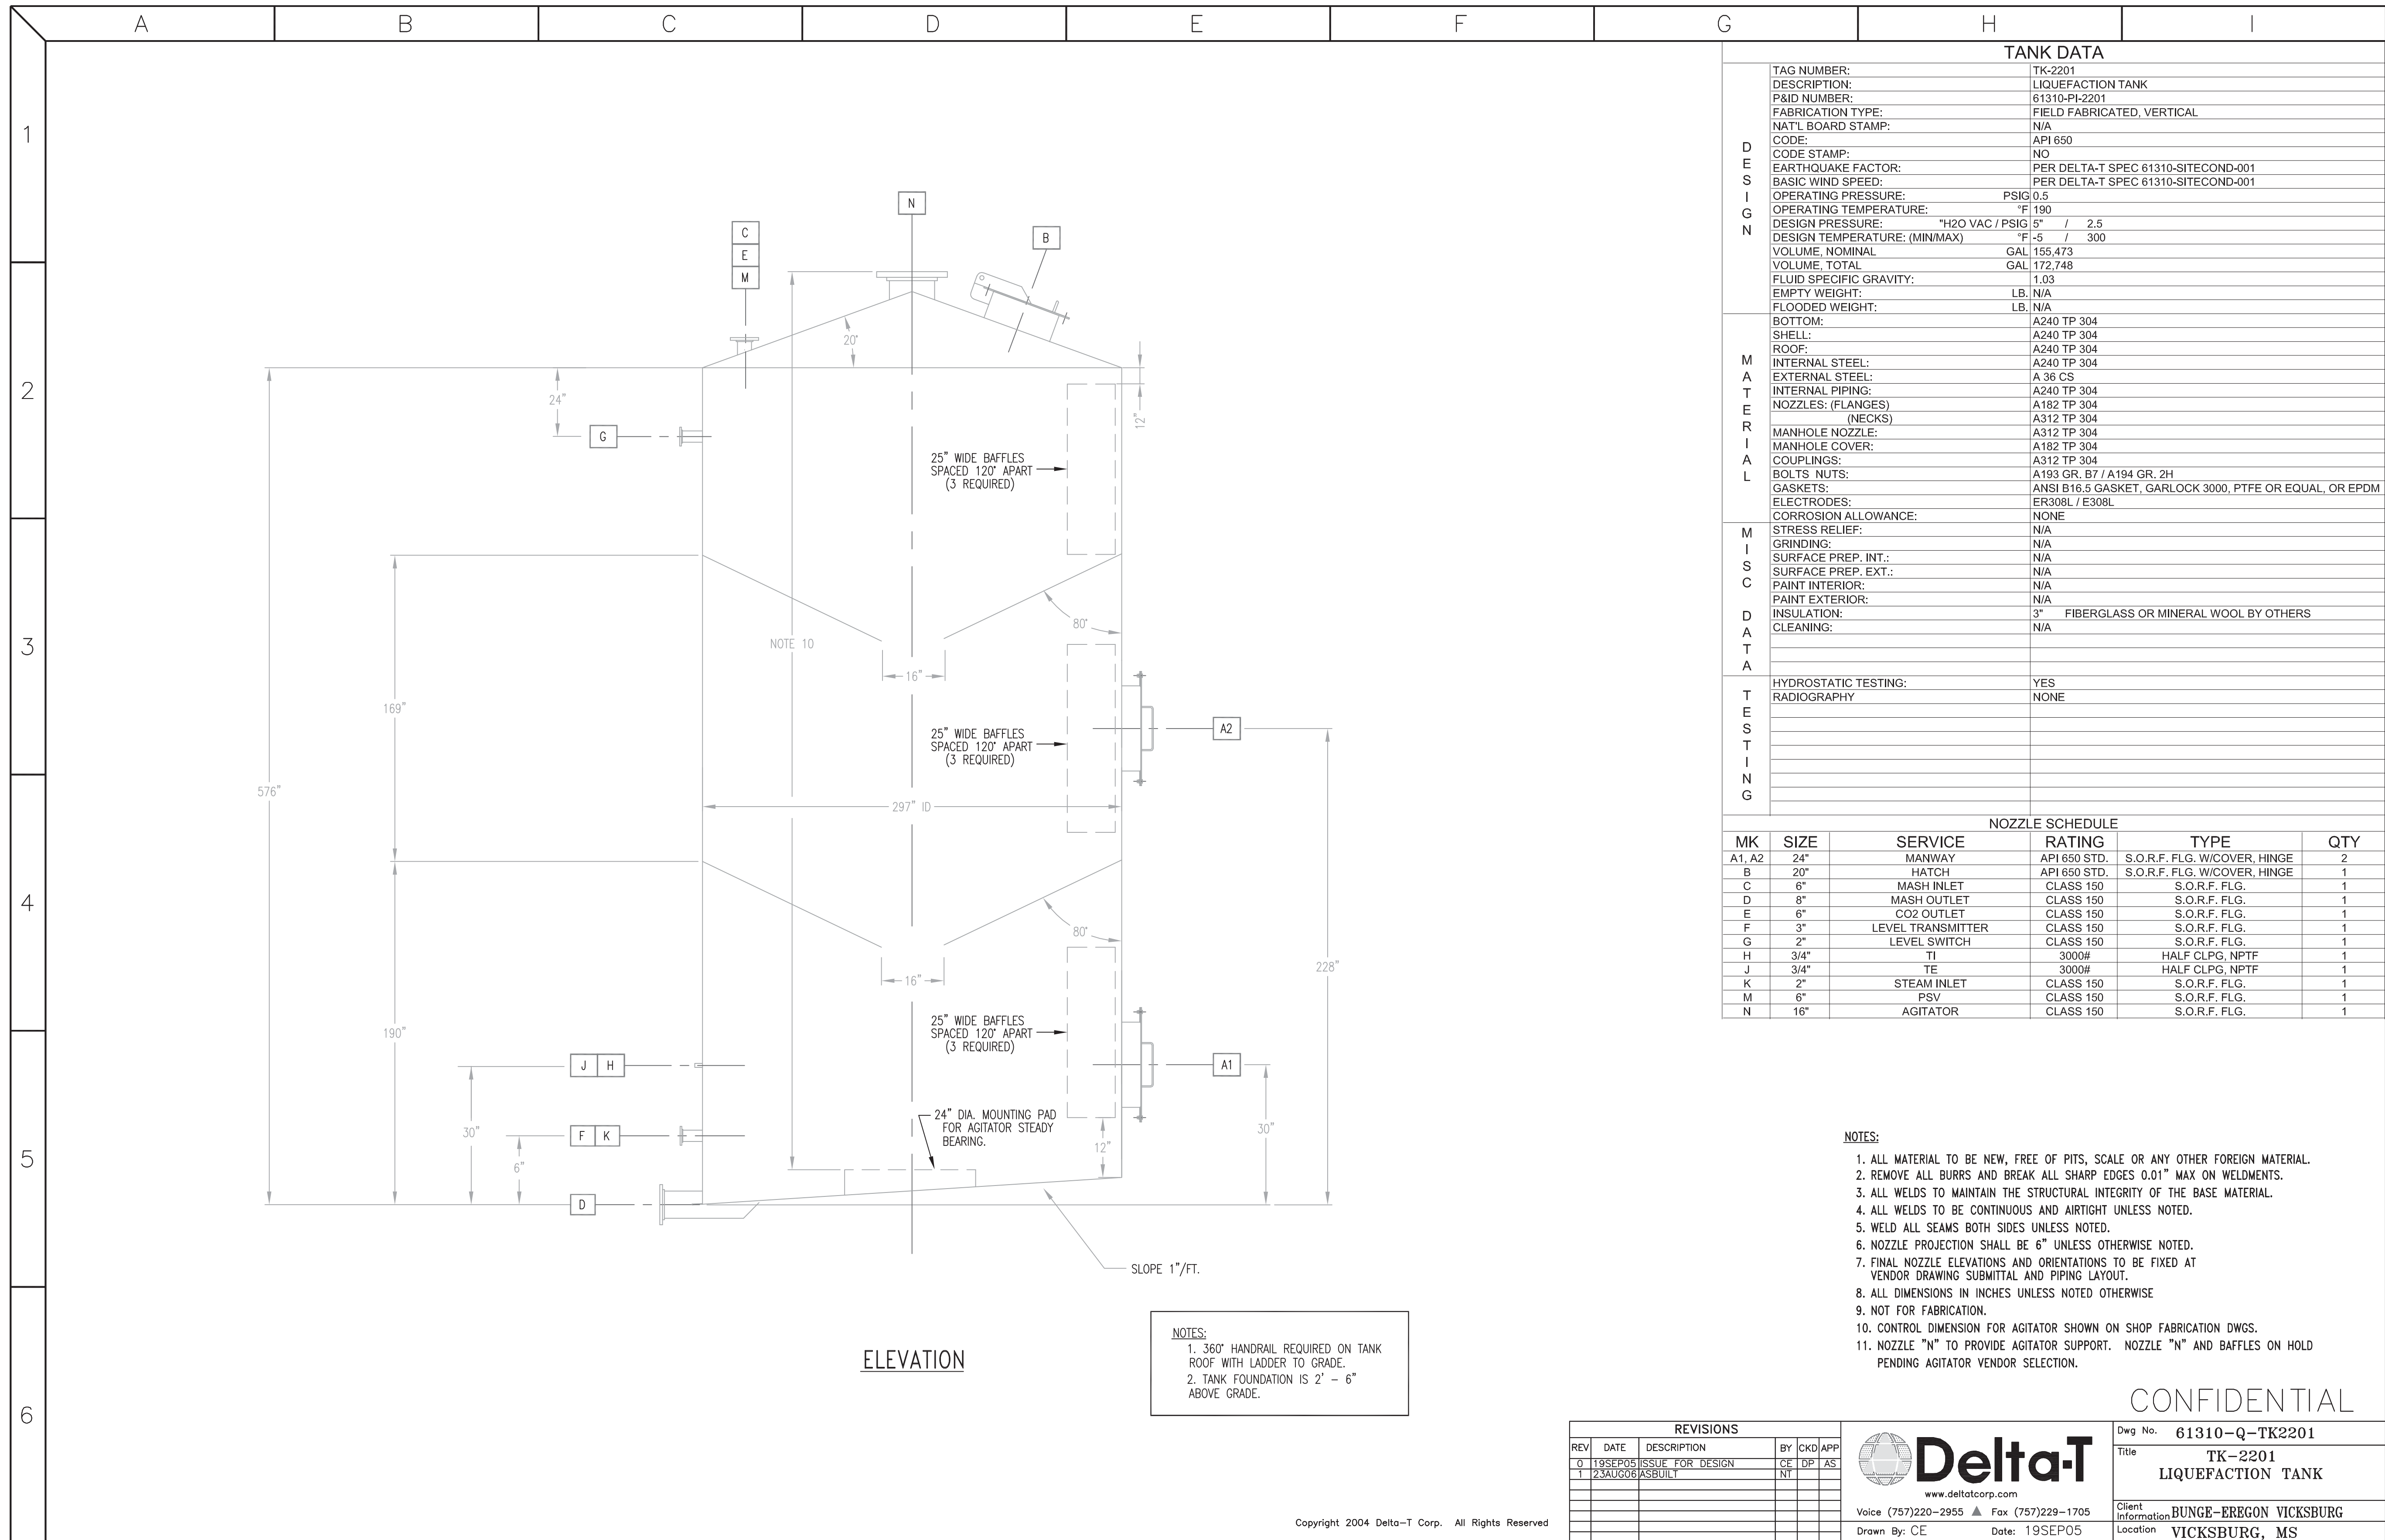 A B C D E F G H I
1
2
3
4
5
6
N
C
E
M
B
20°
24"
G
12"
25" WIDE BAFFLES
SPACED 120° APART
(3 REQUIRED)
80°
NOTE 10
16"
169"
25" WIDE BAFFLES
SPACED 120° APART
(3 REQUIRED)
A2
576"
297" ID
80°
228"
16"
190"
25" WIDE BAFFLES
SPACED 120° APART
(3 REQUIRED)
J H
A1
24" DIA. MOUNTING PAD
FOR AGITATOR STEADY
BEARING.
30"
F K
30"
12"
6"
D
SLOPE 1"/FT.
ELEVATION
NOTES:
1. 360° HANDRAIL REQUIRED ON TANK
ROOF WITH LADDER TO GRADE.
2. TANK FOUNDATION IS 2' - 6"
ABOVE GRADE.
TANK DATA
DESIGN
TAG NUMBER: TK-2201
DESCRIPTION: LIQUEFACTION TANK
P&ID NUMBER: 61310-PI-2201
FABRICATION TYPE: FIELD FABRICATED, VERTICAL
NAT'L BOARD STAMP: N/A
CODE: API 650
CODE STAMP: NO
EARTHQUAKE FACTOR: PER DELTA-T SPEC 61310-SITECOND-001
BASIC WIND SPEED: PER DELTA-T SPEC 61310-SITECOND-001
OPERATING PRESSURE: PSIG 0.5
OPERATING TEMPERATURE: °F 190
DESIGN PRESSURE: "H2O VAC / PSIG 5" / 2.5
DESIGN TEMPERATURE: (MIN/MAX) °F -5 / 300
VOLUME, NOMINAL GAL 155,473
VOLUME, TOTAL GAL 172,748
FLUID SPECIFIC GRAVITY: 1.03
EMPTY WEIGHT: LB. N/A
FLOODED WEIGHT: LB. N/A
MATERIAL
BOTTOM: A240 TP 304
SHELL: A240 TP 304
ROOF: A240 TP 304
INTERNAL STEEL: A240 TP 304
EXTERNAL STEEL: A 36 CS
INTERNAL PIPING: A240 TP 304
NOZZLES: (FLANGES) A182 TP 304
(NECKS) A312 TP 304
MANHOLE NOZZLE: A312 TP 304
MANHOLE COVER: A182 TP 304
COUPLINGS: A312 TP 304
BOLTS NUTS: A193 GR. B7 / A194 GR. 2H
GASKETS: ANSI B16.5 GASKET, GARLOCK 3000, PTFE OR EQUAL, OR EPDM
ELECTRODES: ER308L / E308L
CORROSION ALLOWANCE: NONE
MISC DATA
STRESS RELIEF: N/A
GRINDING: N/A
SURFACE PREP. INT.: N/A
SURFACE PREP. EXT.: N/A
PAINT INTERIOR: N/A
PAINT EXTERIOR: N/A
INSULATION: 3" FIBERGLASS OR MINERAL WOOL BY OTHERS
CLEANING: N/A
TESTING
HYDROSTATIC TESTING: YES
RADIOGRAPHY NONE
NOZZLE SCHEDULE
MK SIZE SERVICE RATING TYPE QTY
A1, A2 24" MANWAY API 650 STD. S.O.R.F. FLG. W/COVER, HINGE 2
B 20" HATCH API 650 STD. S.O.R.F. FLG. W/COVER, HINGE 1
C 6" MASH INLET CLASS 150 S.O.R.F. FLG. 1
D 8" MASH OUTLET CLASS 150 S.O.R.F. FLG. 1
E 6" CO2 OUTLET CLASS 150 S.O.R.F. FLG. 1
F 3" LEVEL TRANSMITTER CLASS 150 S.O.R.F. FLG. 1
G 2" LEVEL SWITCH CLASS 150 S.O.R.F. FLG. 1
H 3/4" TI 3000# HALF CLPG, NPTF 1
J 3/4" TE 3000# HALF CLPG, NPTF 1
K 2" STEAM INLET CLASS 150 S.O.R.F. FLG. 1
M 6" PSV CLASS 150 S.O.R.F. FLG. 1
N 16" AGITATOR CLASS 150 S.O.R.F. FLG. 1
NOTES:
1. ALL MATERIAL TO BE NEW, FREE OF PITS, SCALE OR ANY OTHER FOREIGN MATERIAL.
2. REMOVE ALL BURRS AND BREAK ALL SHARP EDGES 0.01" MAX ON WELDMENTS.
3. ALL WELDS TO MAINTAIN THE STRUCTURAL INTEGRITY OF THE BASE MATERIAL.
4. ALL WELDS TO BE CONTINUOUS AND AIRTIGHT UNLESS NOTED.
5. WELD ALL SEAMS BOTH SIDES UNLESS NOTED.
6. NOZZLE PROJECTION SHALL BE 6" UNLESS OTHERWISE NOTED.
7. FINAL NOZZLE ELEVATIONS AND ORIENTATIONS TO BE FIXED AT
VENDOR DRAWING SUBMITTAL AND PIPING LAYOUT.
8. ALL DIMENSIONS IN INCHES UNLESS NOTED OTHERWISE
9. NOT FOR FABRICATION.
10. CONTROL DIMENSION FOR AGITATOR SHOWN ON SHOP FABRICATION DWGS.
11. NOZZLE "N" TO PROVIDE AGITATOR SUPPORT. NOZZLE "N" AND BAFFLES ON HOLD
PENDING AGITATOR VENDOR SELECTION.
CONFIDENTIAL
REVISIONS
REV DATE DESCRIPTION BY CKD APP
0 19SEP05 ISSUE FOR DESIGN CE DP AS
1 23AUG06 ASBUILT NT
Delta-T
www.deltatcorp.com
Voice (757)220-2955 Fax (757)229-1705
Drawn By: CE Date: 19SEP05
Dwg No. 61310-Q-TK2201
Title TK-2201
LIQUEFACTION TANK
Client
Information BUNGE-EREGON VICKSBURG
Location VICKSBURG, MS
Copyright 2004 Delta-T Corp. All Rights Reserved